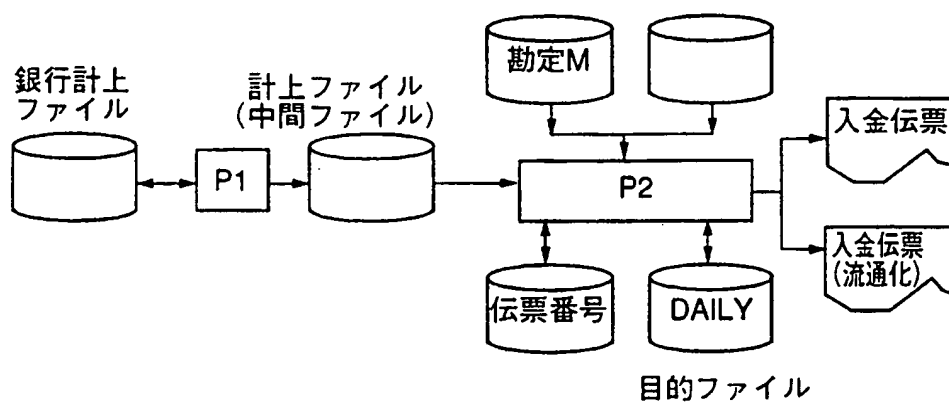 銀行計上
ファイル
計上ファイル
(中間ファイル)
勘定M
P1
P2
入金伝票
入金伝票
(流通化)
伝票番号
DAILY
目的ファイル